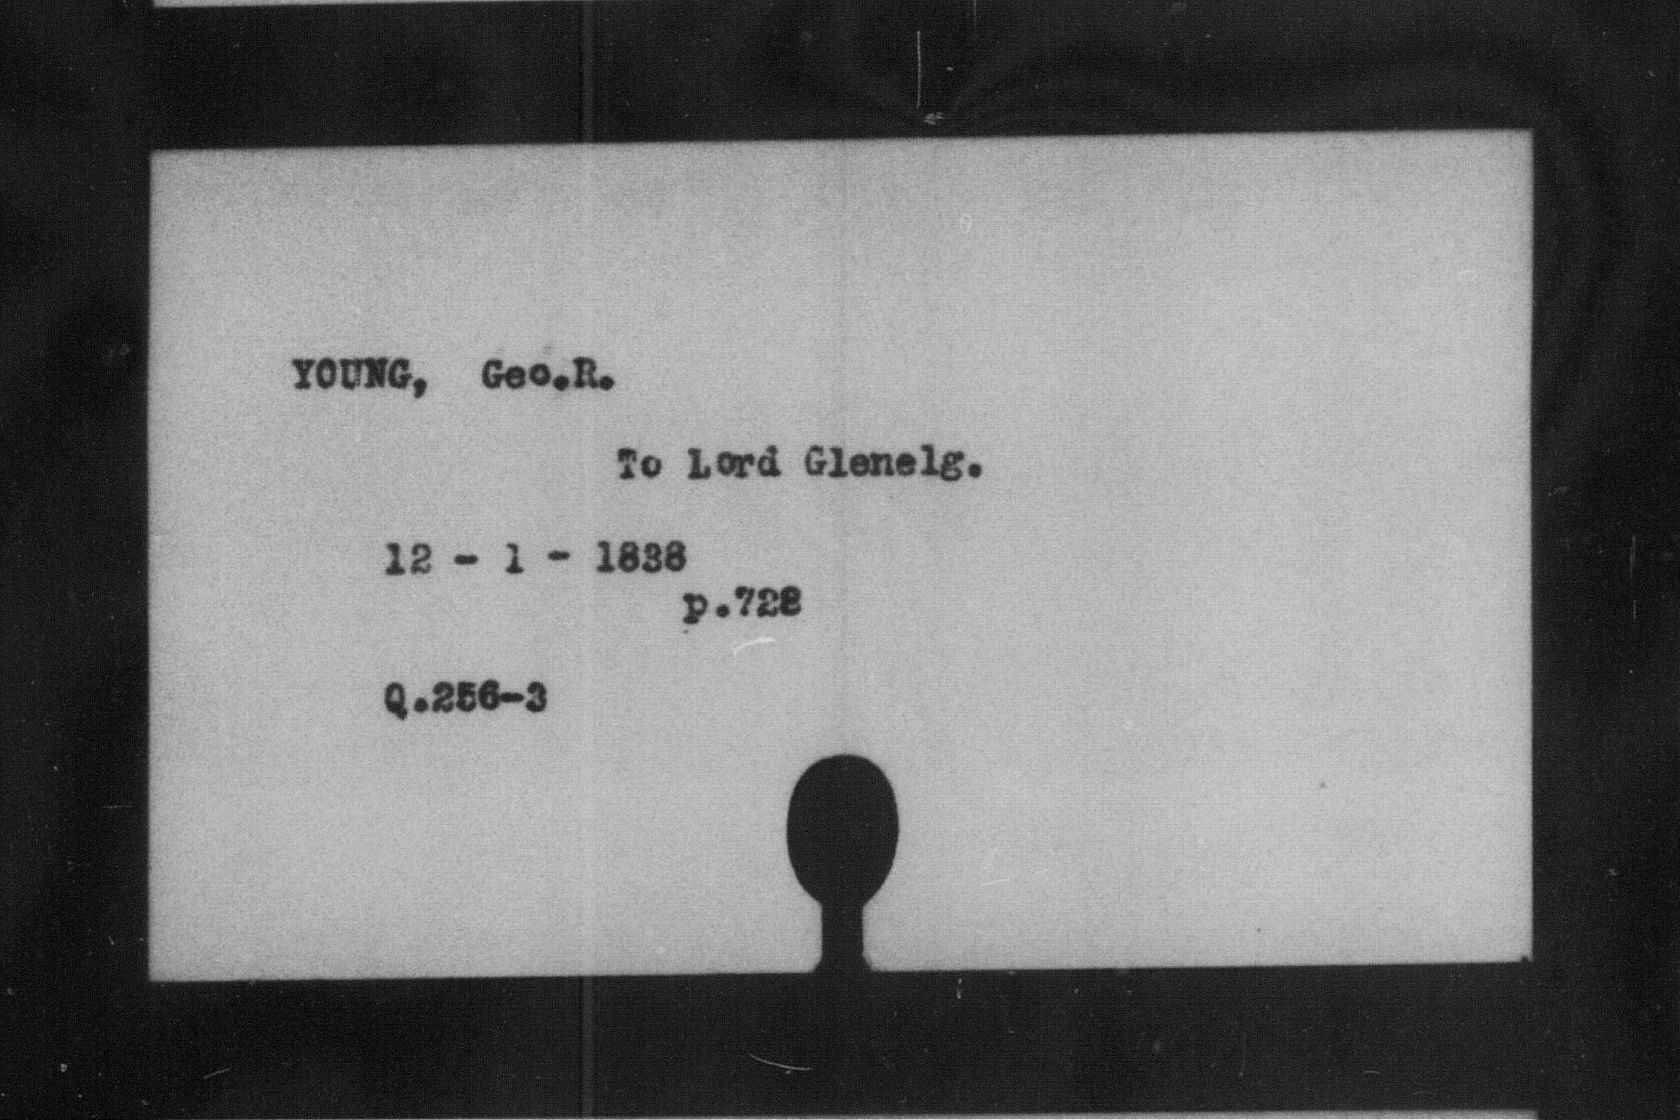 YOUNG, Geo.R.
To Lord Glenelg.
12 - 1 - 1838
p.728
Q.256-3